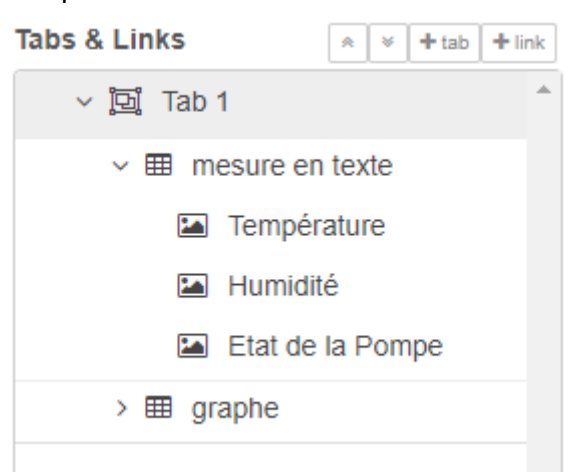 Tabs & Links + tab + link
Tab 1
mesure en texte
Température
Humidité
Etat de la Pompe
graphe